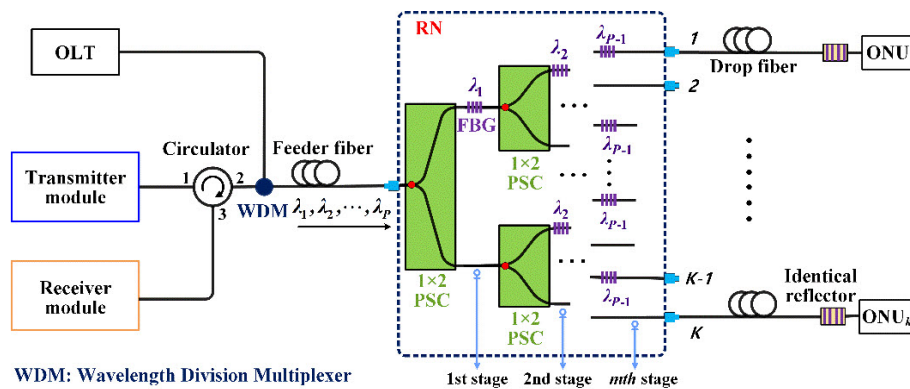 RN
OLT
λ1
FBG
λ2
λP-1
1
Drop fiber
ONU
2
1×2
PSC
λP-1
Circulator
Feeder fiber
Transmitter
module
1
2
3
WDM
λ1, λ2, ···, λP
λP-1
λ2
Receiver
module
1×2
PSC
1×2
PSC
λP-1
K-1
K
Identical
reflector
ONUk
WDM: Wavelength Division Multiplexer
1st stage
2nd stage
mth stage